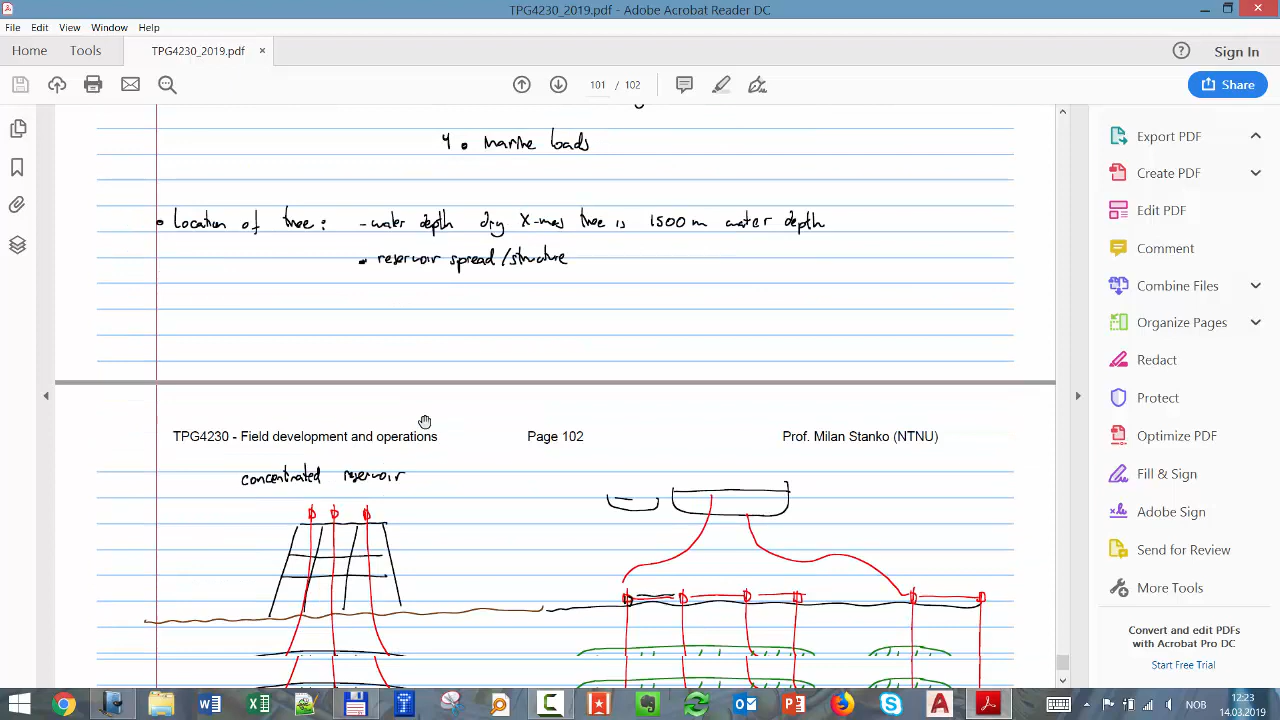 TPG4230_2019.pdf - Adobe Acrobat Reader DC
File Edit View Window Help
Home Tools TPG4230_2019.pdf × Sign In
101 / 102 Share
4 • marine loads
• Location of tree: - water depth dry X-mas tree is 1500 m water depth
• reservoir spread/structure
TPG4230 - Field development and operations Page 102 Prof. Milan Stanko (NTNU)
concentrated reservoir
Export PDF
Create PDF
Edit PDF
Comment
Combine Files
Organize Pages
Redact
Protect
Optimize PDF
Fill & Sign
Adobe Sign
Send for Review
More Tools
Convert and edit PDFs
with Acrobat Pro DC
Start Free Trial
NOB
12:23
14.03.2019